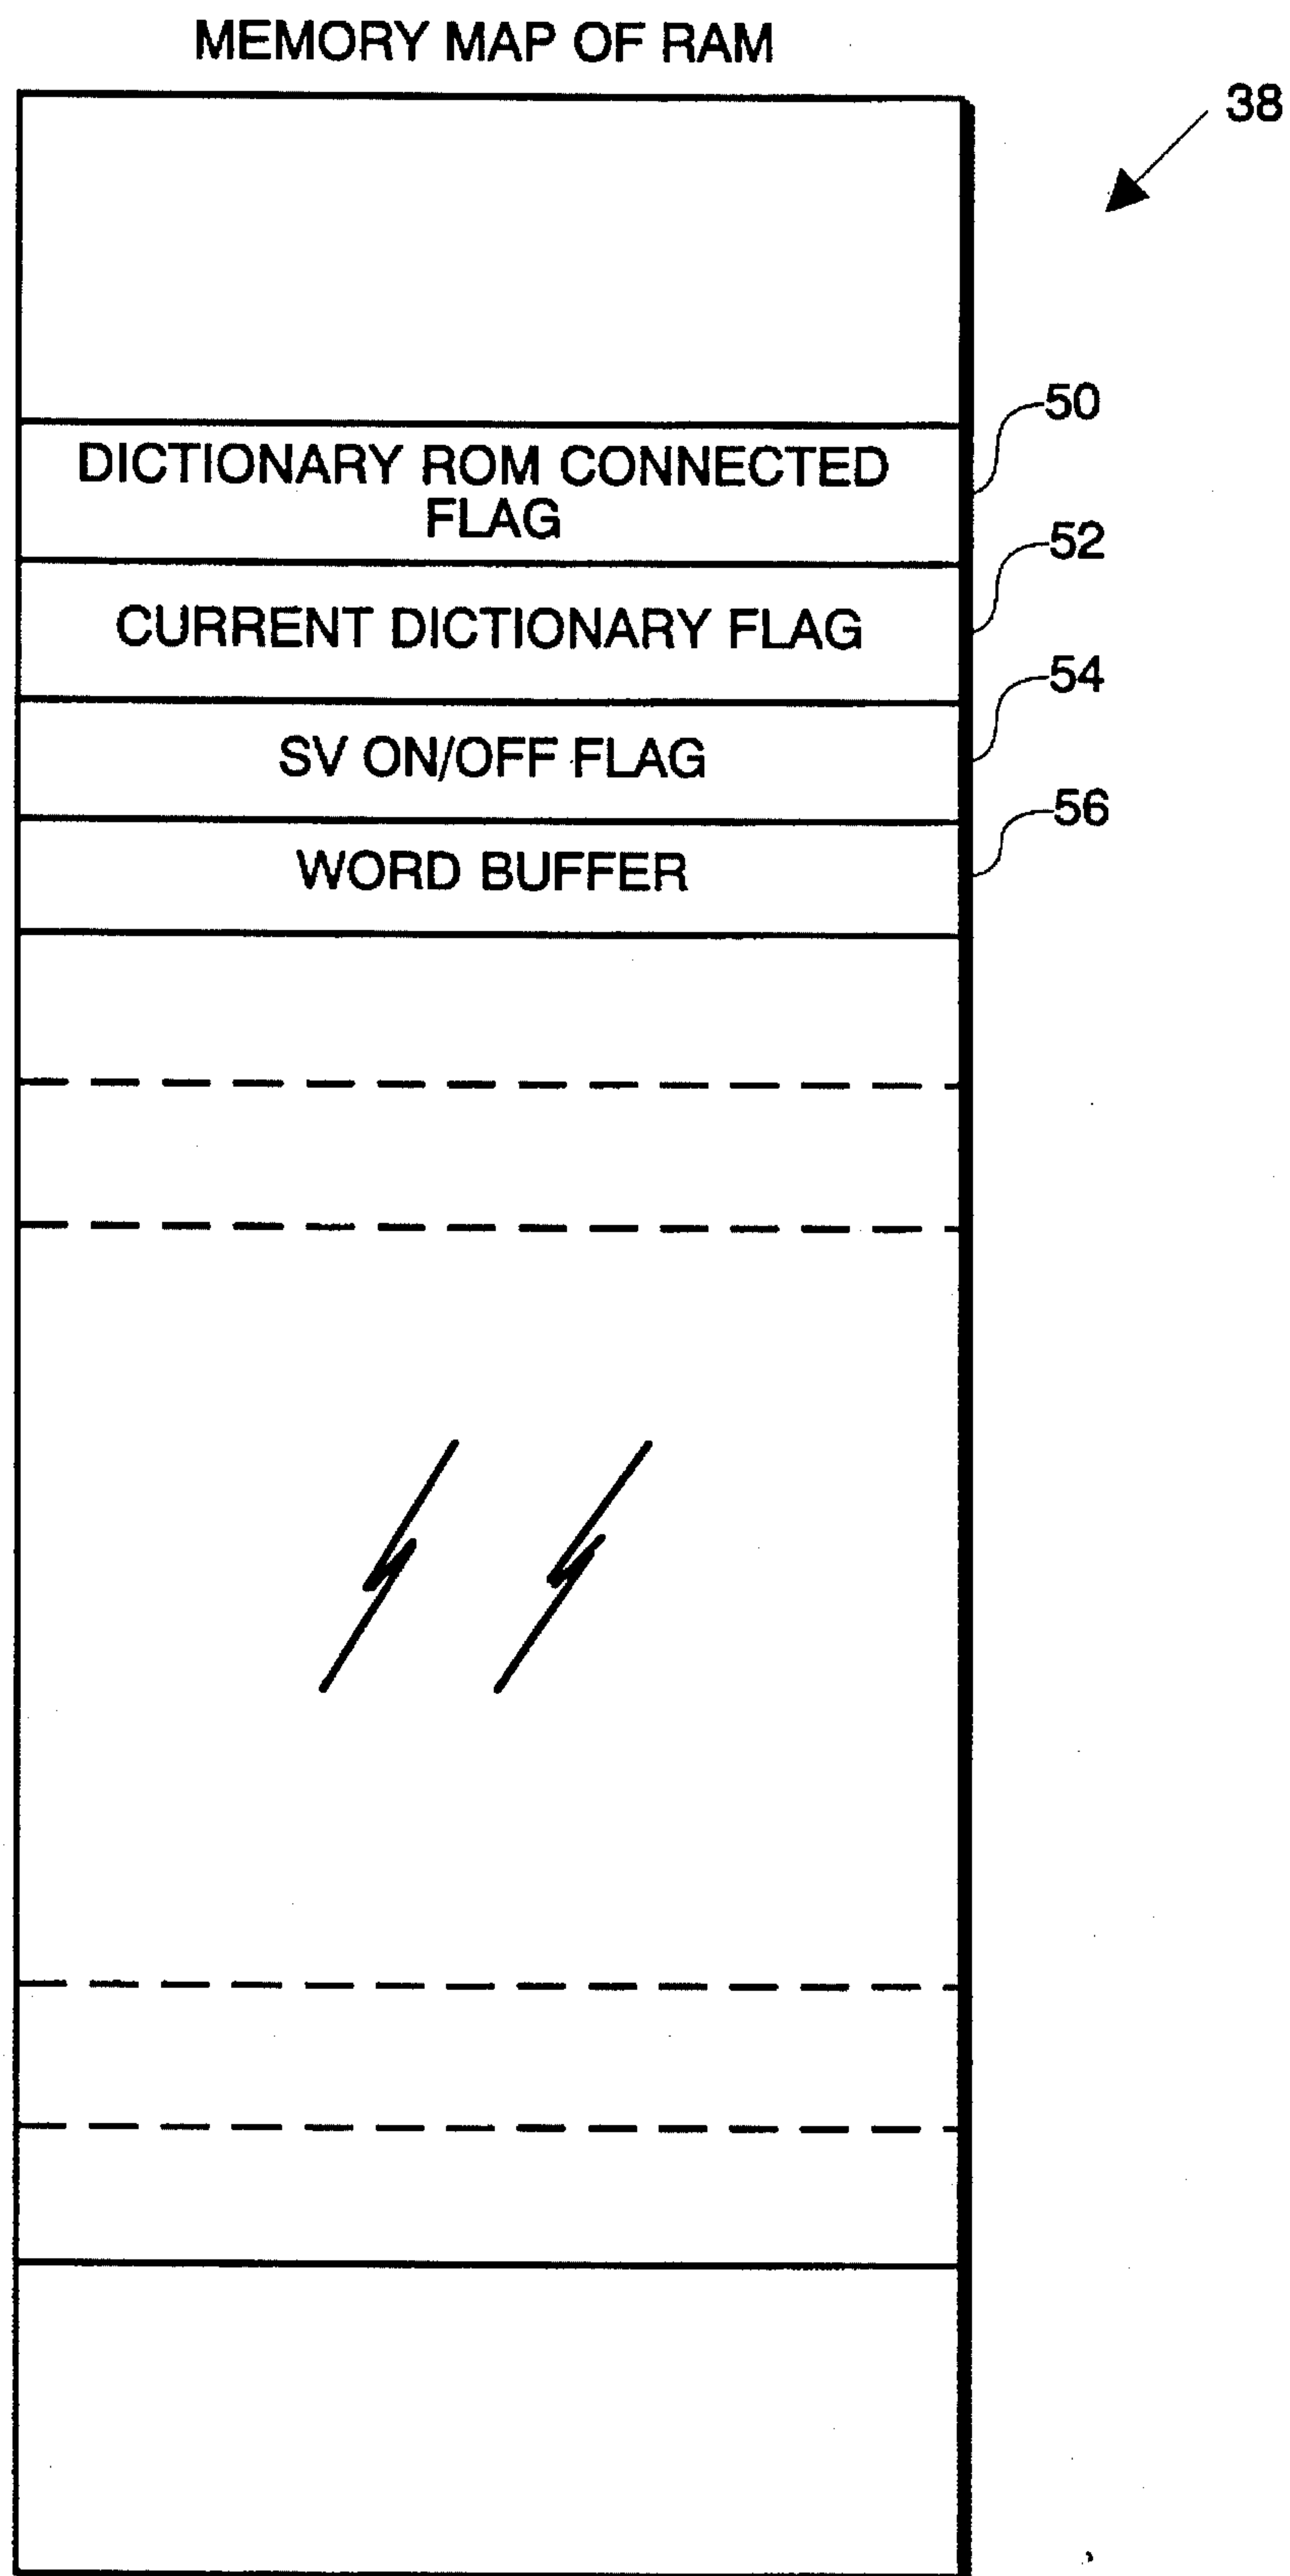 MEMORY MAP OF RAM
38
50
DICTIONARY ROM CONNECTED
FLAG
52
CURRENT DICTIONARY FLAG
54
SV ON/OFF FLAG
56
WORD BUFFER